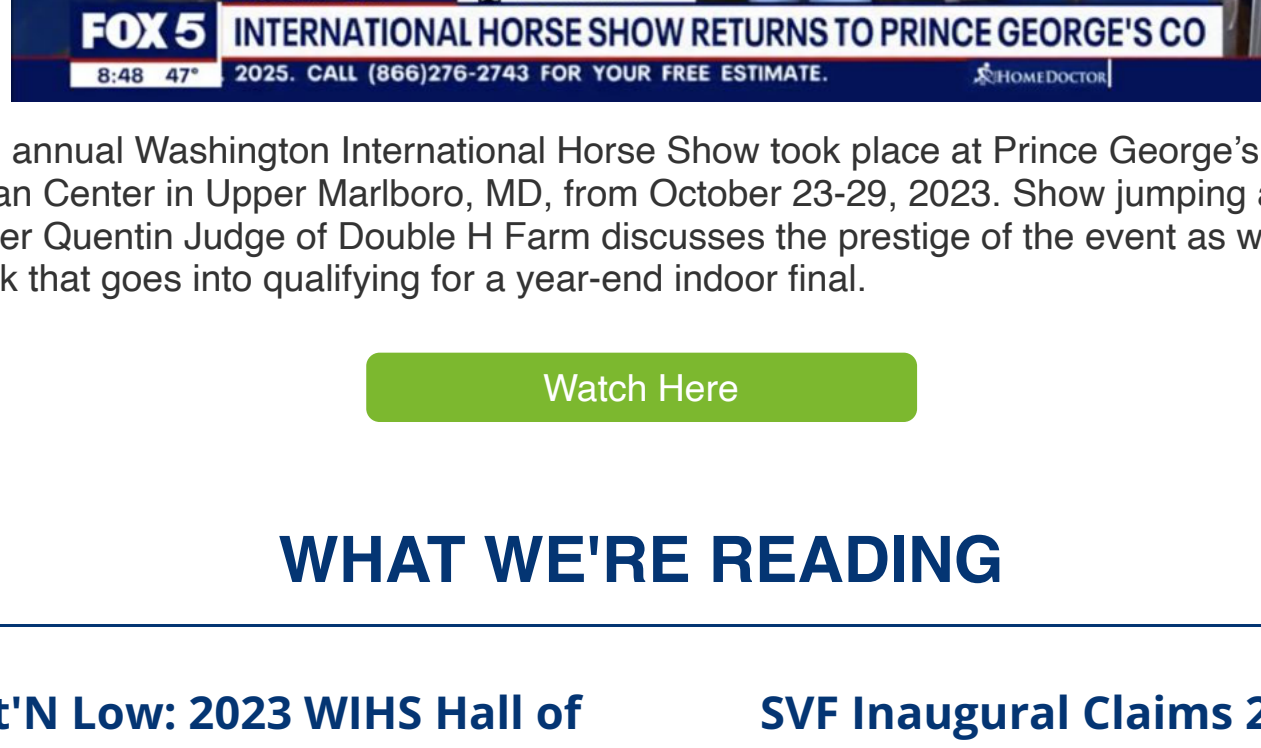 FOX 5 INTERNATIONAL HORSE SHOW RETURNS TO PRINCE GEORGE'S CO
8:48 47° 2025. CALL (866)276-2743 FOR YOUR FREE ESTIMATE. HOMEDOCTOR
annual Washington International Horse Show took place at Prince George’s
an Center in Upper Marlboro, MD, from October 23-29, 2023. Show jumping a
er Quentin Judge of Double H Farm discusses the prestige of the event as w
k that goes into qualifying for a year-end indoor final.
Watch Here
WHAT WE'RE READING
t'N Low: 2023 WIHS Hall of
SVF Inaugural Claims 2